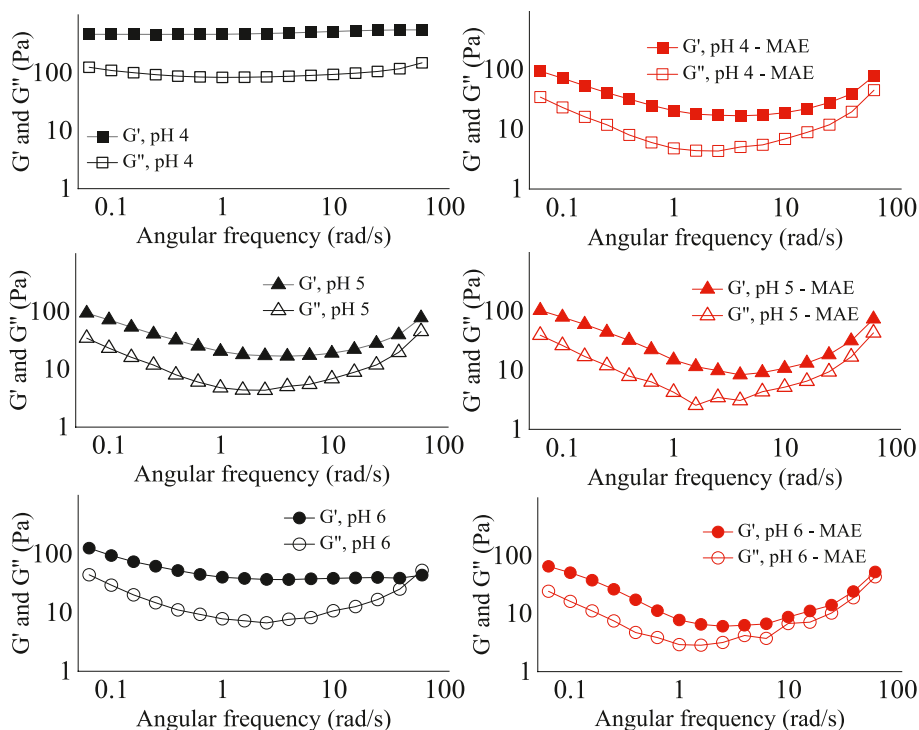 G' and G" (Pa)
100
10
1
G', pH 4
G", pH 4
0.1
1
10
100
Angular frequency (rad/s)
G' and G" (Pa)
100
10
1
G', pH 4 - MAE
G", pH 4 - MAE
0.1
1
10
100
Angular frequency (rad/s)
G' and G" (Pa)
100
10
1
G', pH 5
G", pH 5
0.1
1
10
100
Angular frequency (rad/s)
G' and G" (Pa)
100
10
1
G', pH 5 - MAE
G", pH 5 - MAE
0.1
1
10
100
Angular frequency (rad/s)
G' and G" (Pa)
100
10
1
G', pH 6
G", pH 6
0.1
1
10
100
Angular frequency (rad/s)
G' and G" (Pa)
100
10
1
G', pH 6 - MAE
G", pH 6 - MAE
0.1
1
10
100
Angular frequency (rad/s)